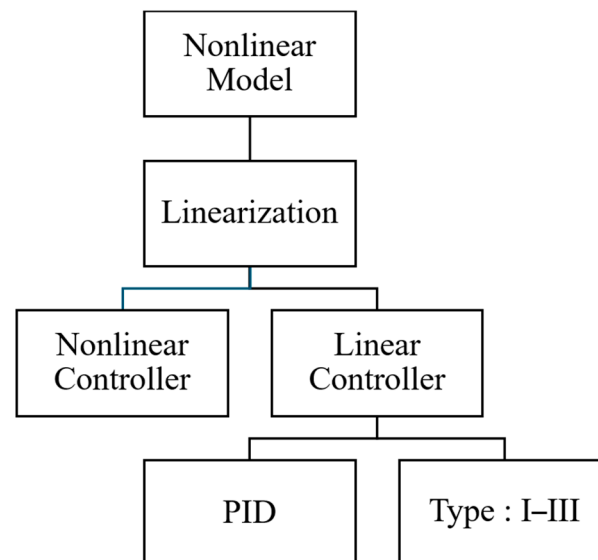 Nonlinear
Model
Linearization
Nonlinear
Controller
Linear
Controller
PID
Type : I–III